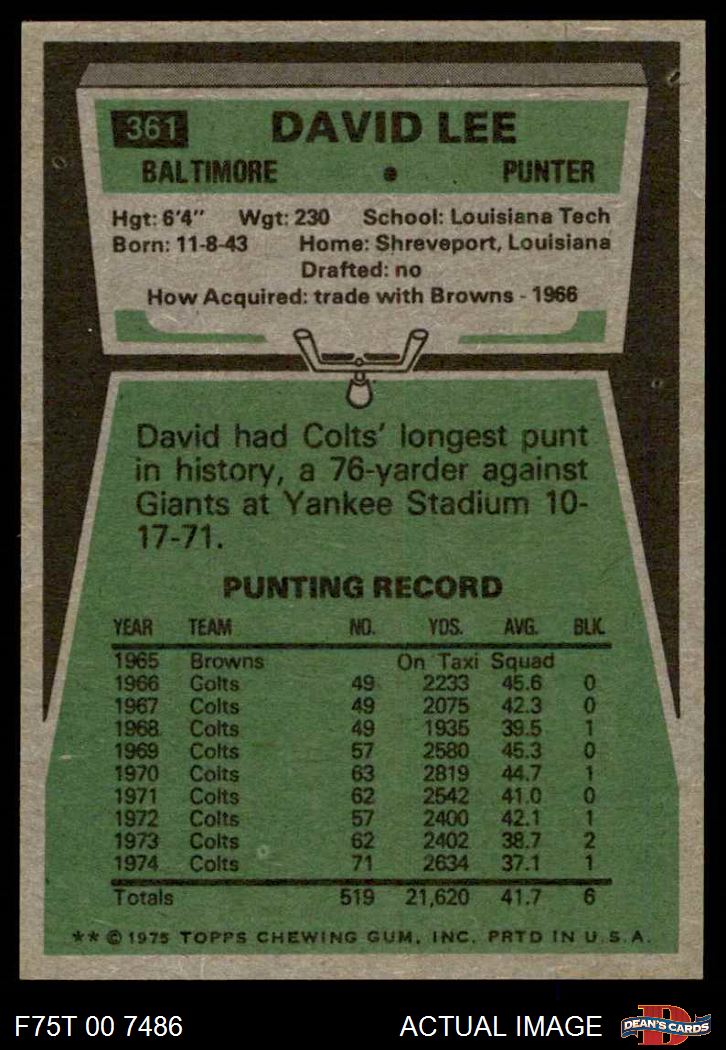 361 DAVID LEE
BALTIMORE • PUNTER
Hgt: 6'4" Wgt: 230 School: Louisiana Tech
Born: 11-8-43 Home: Shreveport, Louisiana
Drafted: no
How Acquired: trade with Browns - 1966
David had Colts' longest punt
in history, a 76-yarder against
Giants at Yankee Stadium 10-
17-71.
PUNTING RECORD
YEAR TEAM NO. YDS. AVG. BLK.
1965 Browns On Taxi Squad
1966 Colts 49 2233 45.6 0
1967 Colts 49 2075 42.3 0
1968 Colts 49 1935 39.5 1
1969 Colts 57 2580 45.3 0
1970 Colts 63 2819 44.7 1
1971 Colts 62 2542 41.0 0
1972 Colts 57 2400 42.1 1
1973 Colts 62 2402 38.7 2
1974 Colts 71 2634 37.1 1
Totals 519 21,620 41.7 6
** © 1975 TOPPS CHEWING GUM, INC. PRTD IN U.S.A.
F75T 00 7486 ACTUAL IMAGE D DEAN'S CARDS